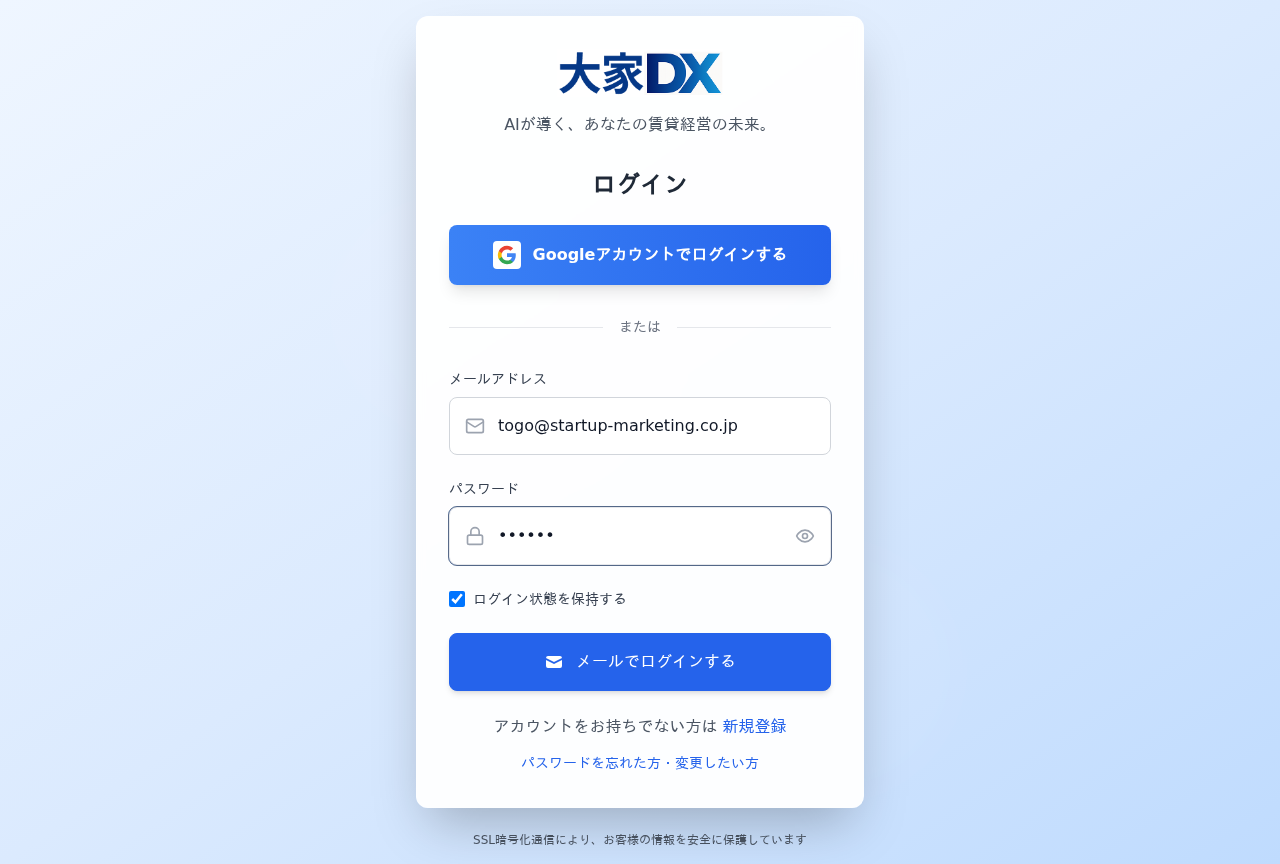 大家DX
AIが導く、あなたの賃貸経営の未来。
ログイン
Googleアカウントでログインする
または
メールアドレス
togo@startup-marketing.co.jp
パスワード
••••••
ログイン状態を保持する
メールでログインする
アカウントをお持ちでない方は 新規登録
パスワードを忘れた方・変更したい方
SSL暗号化通信により、お客様の情報を安全に保護しています